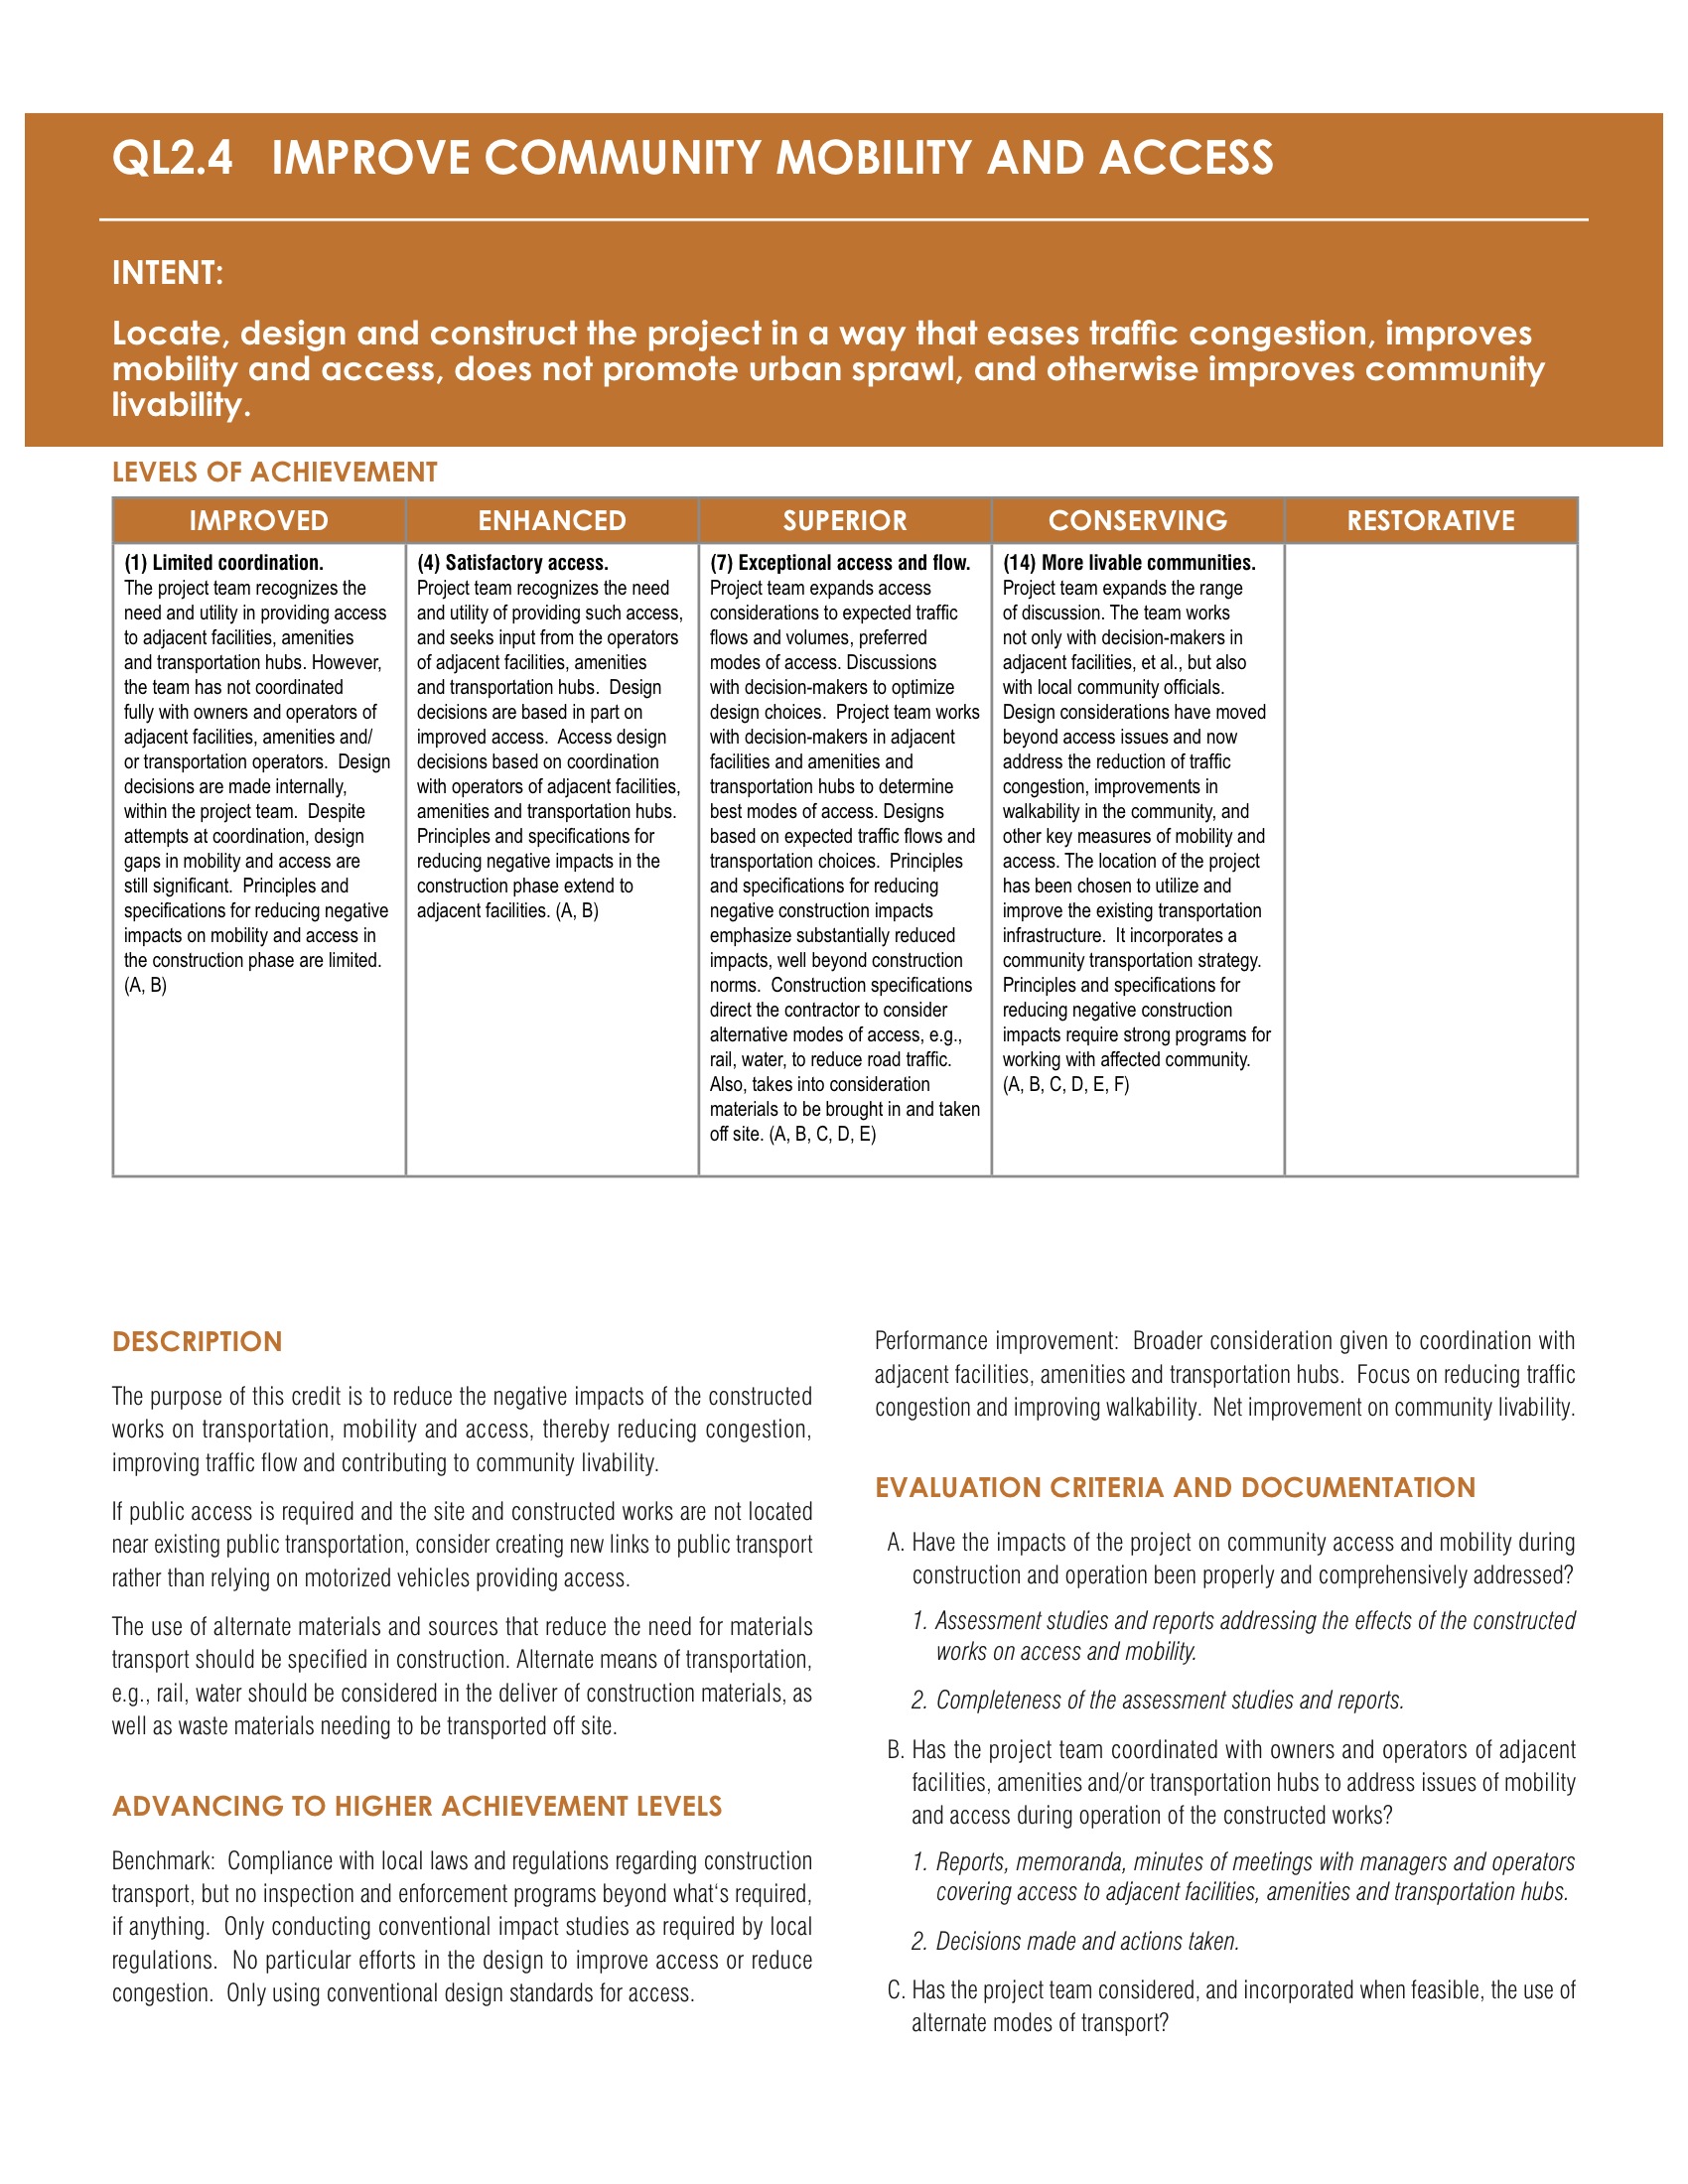 QL2.4 IMPROVE COMMUNITY MOBILITY AND ACCESS
INTENT:
Locate, design and construct the project in a way that eases traffic congestion, improves
mobility and access, does not promote urban sprawl, and otherwise improves community
livability.
LEVELS OF ACHIEVEMENT
IMPROVED
(1) Limited coordination.
The project team recognizes the
need and utility in providing access
to adjacent facilities, amenities
and transportation hubs. However,
the team has not coordinated
fully with owners and operators of
adjacent facilities, amenities and/
or transportation operators. Design
decisions are made internally,
within the project team. Despite
attempts at coordination, design
gaps in mobility and access are
still significant. Principles and
specifications for reducing negative
impacts on mobility and access in
the construction phase are limited.
(A, B)
ENHANCED
(4) Satisfactory access.
Project team recognizes the need
and utility of providing such access,
and seeks input from the operators
of adjacent facilities, amenities
and transportation hubs. Design
decisions are based in part on
improved access. Access design
decisions based on coordination
with operators of adjacent facilities,
amenities and transportation hubs.
Principles and specifications for
reducing negative impacts in the
construction phase extend to
adjacent facilities. (A, B)
SUPERIOR
(7) Exceptional access and flow.
Project team expands access
considerations to expected traffic
flows and volumes, preferred
modes of access. Discussions
with decision-makers to optimize
design choices. Project team works
with decision-makers in adjacent
facilities and amenities and
transportation hubs to determine
best modes of access. Designs
based on expected traffic flows and
transportation choices. Principles
and specifications for reducing
negative construction impacts
emphasize substantially reduced
impacts, well beyond construction
norms. Construction specifications
direct the contractor to consider
alternative modes of access, e.g.,
rail, water, to reduce road traffic.
Also, takes into consideration
materials to be brought in and taken
off site. (A, B, C, D, E)
CONSERVING
(14) More livable communities.
Project team expands the range
of discussion. The team works
not only with decision-makers in
adjacent facilities, et al., but also
with local community officials.
Design considerations have moved
beyond access issues and now
address the reduction of traffic
congestion, improvements in
walkability in the community, and
other key measures of mobility and
access. The location of the project
has been chosen to utilize and
improve the existing transportation
infrastructure. It incorporates a
community transportation strategy.
Principles and specifications for
reducing negative construction
impacts require strong programs for
working with affected community.
(A, B, C, D, E, F)
RESTORATIVE
DESCRIPTION
The purpose of this credit is to reduce the negative impacts of the constructed
works on transportation, mobility and access, thereby reducing congestion,
improving traffic flow and contributing to community livability.
If public access is required and the site and constructed works are not located
near existing public transportation, consider creating new links to public transport
rather than relying on motorized vehicles providing access.
The use of alternate materials and sources that reduce the need for materials
transport should be specified in construction. Alternate means of transportation,
e.g., rail, water should be considered in the deliver of construction materials, as
well as waste materials needing to be transported off site.
ADVANCING TO HIGHER ACHIEVEMENT LEVELS
Benchmark: Compliance with local laws and regulations regarding construction
transport, but no inspection and enforcement programs beyond what's required,
if anything. Only conducting conventional impact studies as required by local
regulations. No particular efforts in the design to improve access or reduce
congestion. Only using conventional design standards for access.
Performance improvement: Broader consideration given to coordination with
adjacent facilities, amenities and transportation hubs. Focus on reducing traffic
congestion and improving walkability. Net improvement on community livability.
EVALUATION CRITERIA AND DOCUMENTATION
A. Have the impacts of the project on community access and mobility during
construction and operation been properly and comprehensively addressed?
1. Assessment studies and reports addressing the effects of the constructed
works on access and mobility.
2. Completeness of the assessment studies and reports.
B. Has the project team coordinated with owners and operators of adjacent
facilities, amenities and/or transportation hubs to address issues of mobility
and access during operation of the constructed works?
1. Reports, memoranda, minutes of meetings with managers and operators
covering access to adjacent facilities, amenities and transportation hubs.
2. Decisions made and actions taken.
C. Has the project team considered, and incorporated when feasible, the use of
alternate modes of transport?